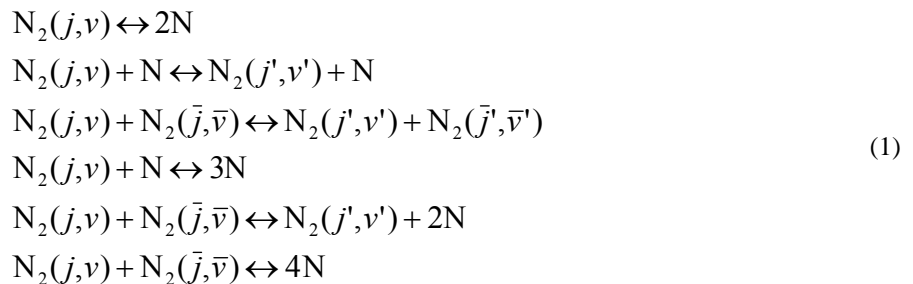 N₂(j,v)↔2N
N₂(j,v)+N↔N₂(j',v')+N
N₂(j,v)+N₂(j̄,v̄)↔N₂(j',v')+N₂(j̄',v̄')
(1)
N₂(j,v)+N↔3N
N₂(j,v)+N₂(j̄,v̄)↔N₂(j',v')+2N
N₂(j,v)+N₂(j̄,v̄)↔4N